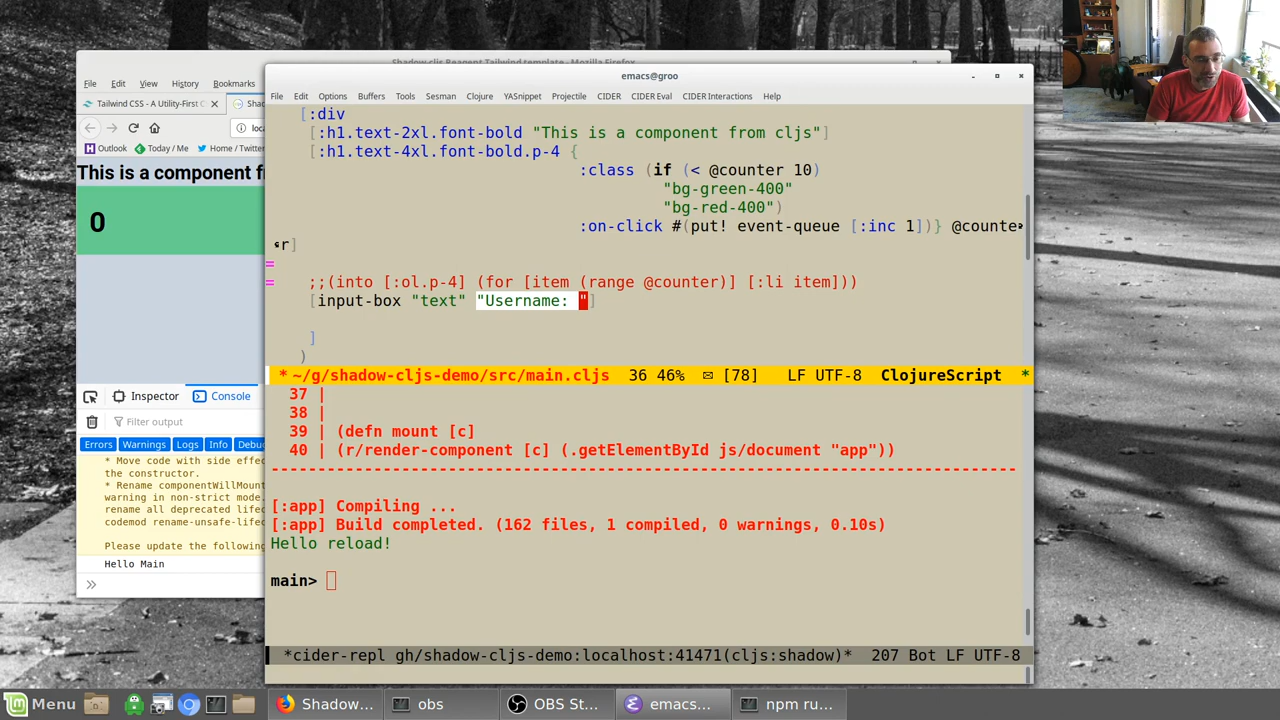 Shadow-cljs Reagent Tailwind template - Mozilla Firefox
File Edit View History Bookmarks
Tailwind CSS - A Utility-First C
Sha
loca
Outlook Today / Me Home / Twitter
This is a component f
0
Inspector Console
Filter output
Errors Warnings Logs Info De
* Move code with side effe
the constructor.
* Rename componentWillMoun
warning in non-strict mode.
rename all deprecated lifec
codemod rename-unsafe-lifec
Please update the following
Hello Main
»
emacs@groo
File Edit Options Buffers Tools Sesman Clojure YASnippet Projectile CIDER CIDER Eval CIDER Interactions Help
[:div
[:h1.text-2xl.font-bold "This is a component from cljs"]
[:h1.text-4xl.font-bold.p-4 {
:class (if (< @counter 10)
"bg-green-400"
"bg-red-400")
:on-click #(put! event-queue [:inc 1])} @counte
r]
=
= ;;(into [:ol.p-4] (for [item (range @counter)] [:li item]))
[input-box "text" "Username: "]
]
)
* ~/g/shadow-cljs-demo/src/main.cljs 36 46% ✉ [78] LF UTF-8 ClojureScript *
37 |
38 |
39 | (defn mount [c]
40 | (r/render-component [c] (.getElementById js/document "app"))
--------------------------------------------------------------------------------
[:app] Compiling ...
[:app] Build completed. (162 files, 1 compiled, 0 warnings, 0.10s)
Hello reload!
main>
*cider-repl gh/shadow-cljs-demo:localhost:41471(cljs:shadow)* 207 Bot LF UTF-8
Menu Shadow... obs OBS St... emacs... npm ru...